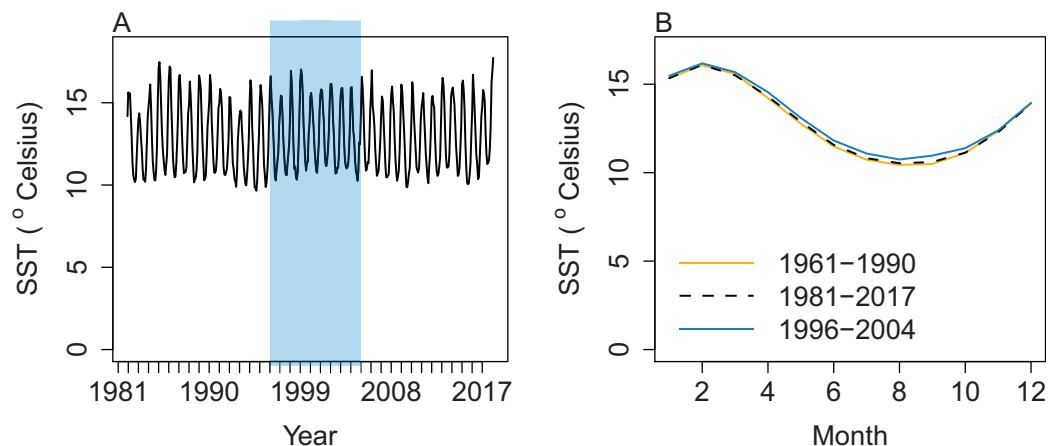 A
SST ( ° Celsius)
15
10
5
0
1981 1990 1999 2008 2017
Year
B
SST ( ° Celsius)
15
10
5
0
1961−1990
1981−2017
1996−2004
2 4 6 8 10 12
Month